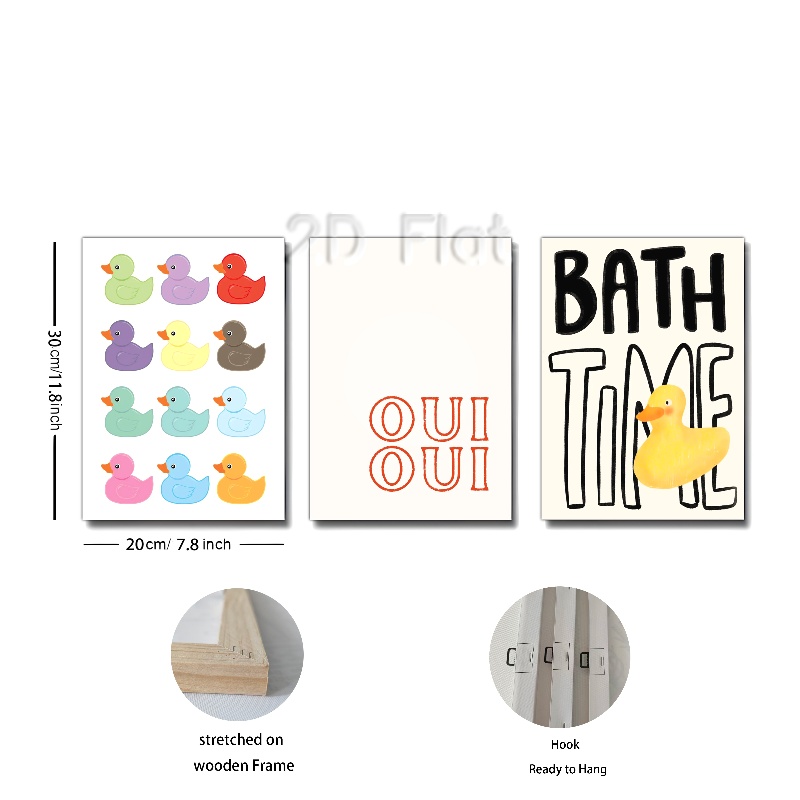 2D Flat
30cm/11.8inch
OUI
OUI
BATH
TIME
20cm/ 7.8 inch
stretched on
wooden Frame
Hook
Ready to Hang